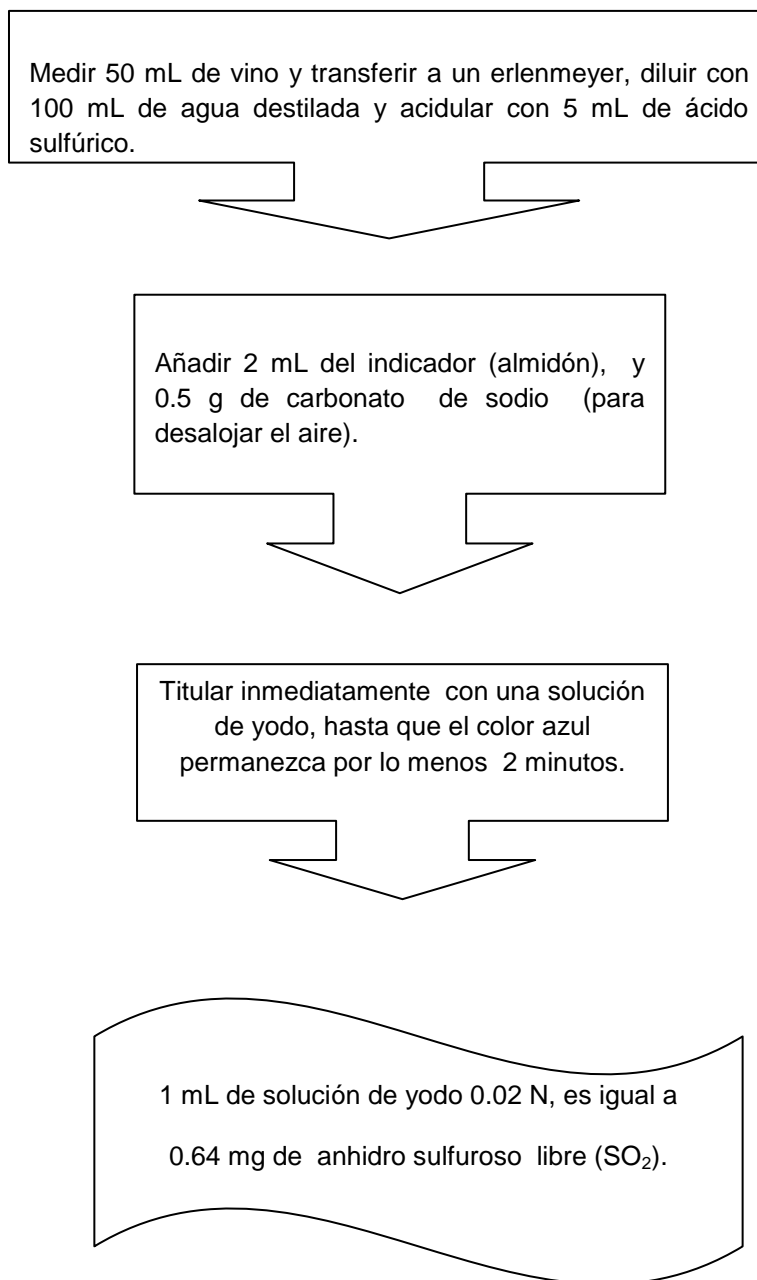 Medir 50 mL de vino y transferir a un erlenmeyer, diluir con
100 mL de agua destilada y acidular con 5 mL de ácido
sulfúrico.
Añadir 2 mL del indicador (almidón), y
0.5 g de carbonato de sodio (para
desalojar el aire).
Titular inmediatamente con una solución
de yodo, hasta que el color azul
permanezca por lo menos 2 minutos.
1 mL de solución de yodo 0.02 N, es igual a
0.64 mg de anhidro sulfuroso libre (SO₂).